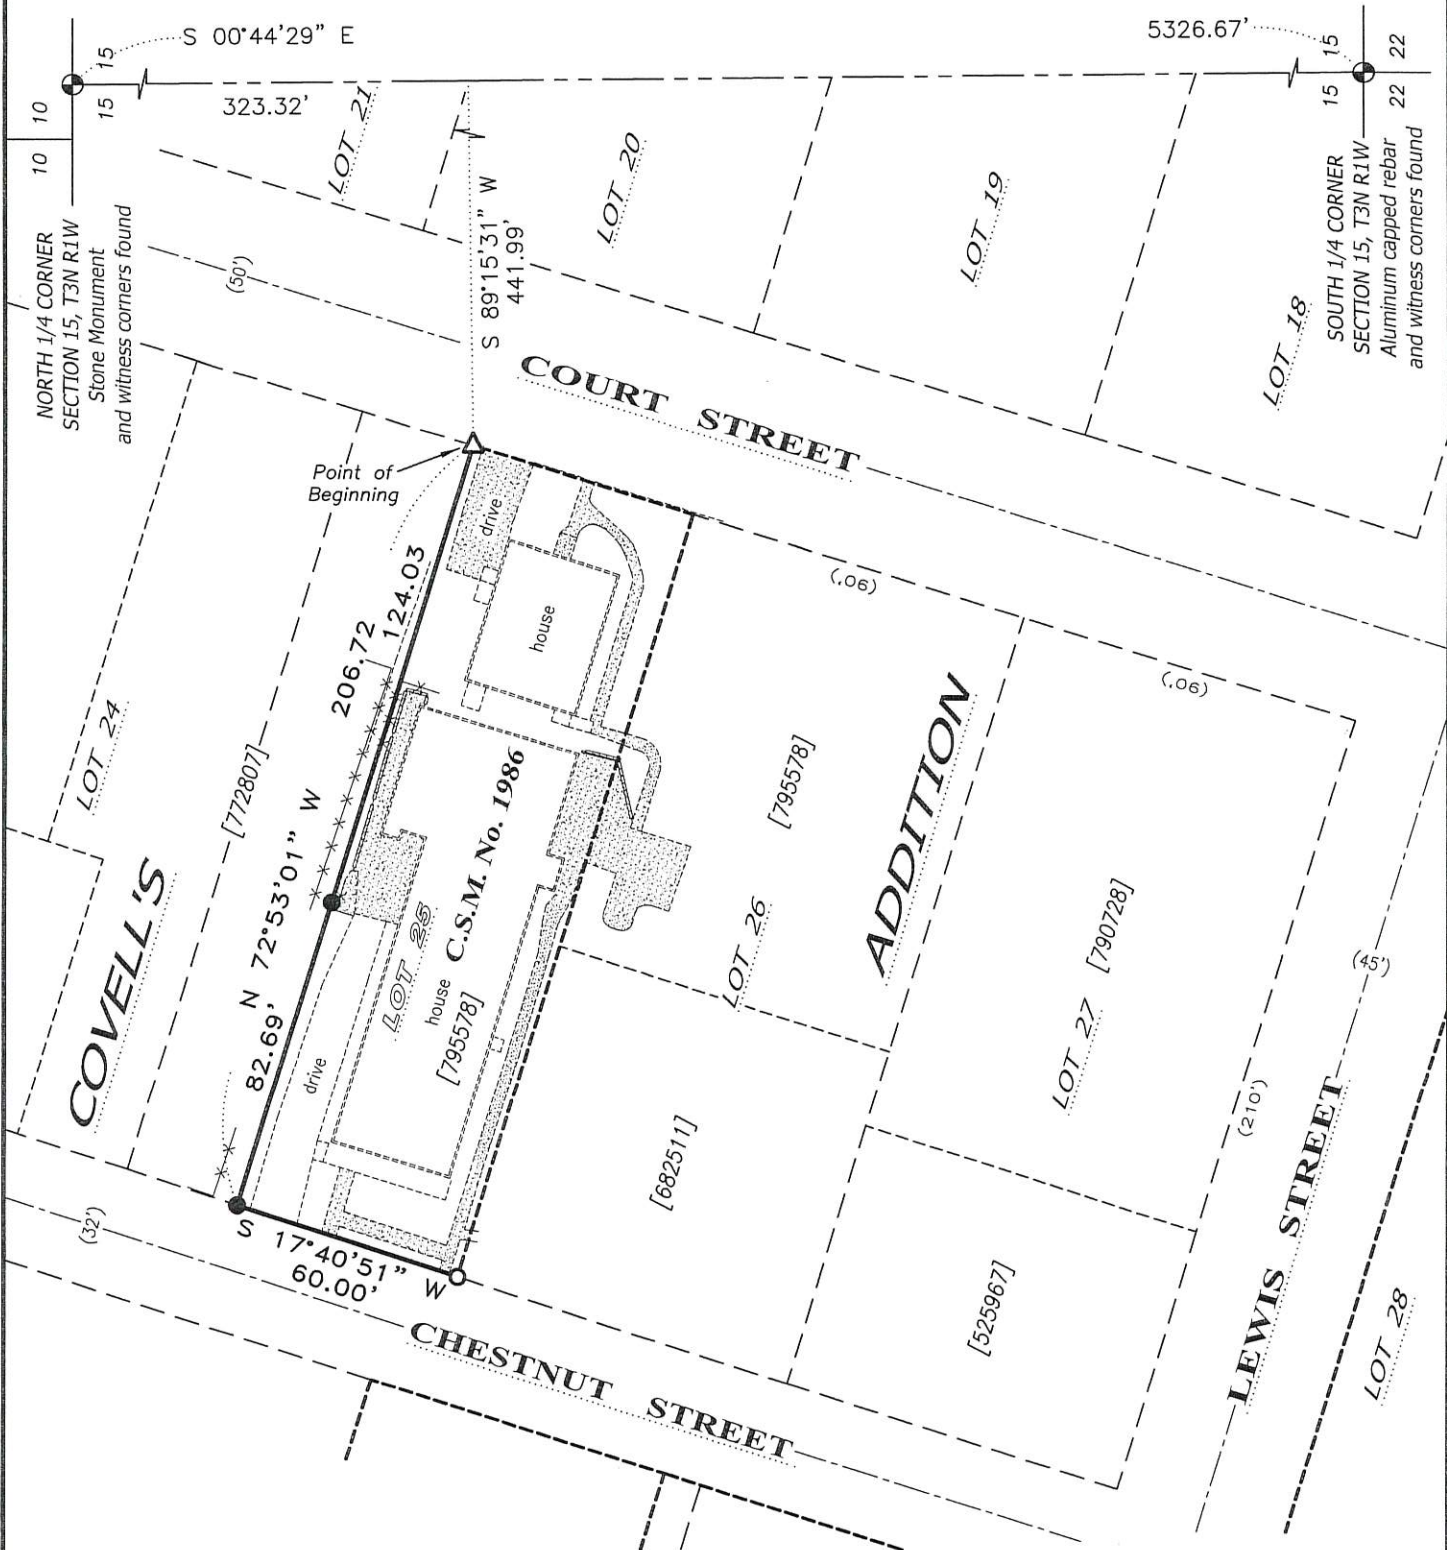 S 00°44'29" E
5326.67'
10
10
15
15
323.32'
15
15
22
22
NORTH 1/4 CORNER
SECTION 15, T3N R1W
Stone Monument
and witness corners found
SOUTH 1/4 CORNER
SECTION 15, T3N R1W
Aluminum capped rebar
and witness corners found
LOT 21
LOT 20
LOT 19
LOT 18
(50')
S 89°15'31" W
441.99'
COURT STREET
Point of
Beginning
drive
house
206.72
124.03
(90')
(90')
LOT 24
[772807]
N 72°53'01" W
82.69'
COVELL'S
ADDITION
LOT 25
house
C.S.M. No. 1986
[795578]
drive
[795578]
LOT 26
[790728]
LOT 27
(45')
(210')
[682511]
[525967]
LEWIS STREET
LOT 28
(32')
S 17°40'51" W
60.00'
CHESTNUT STREET